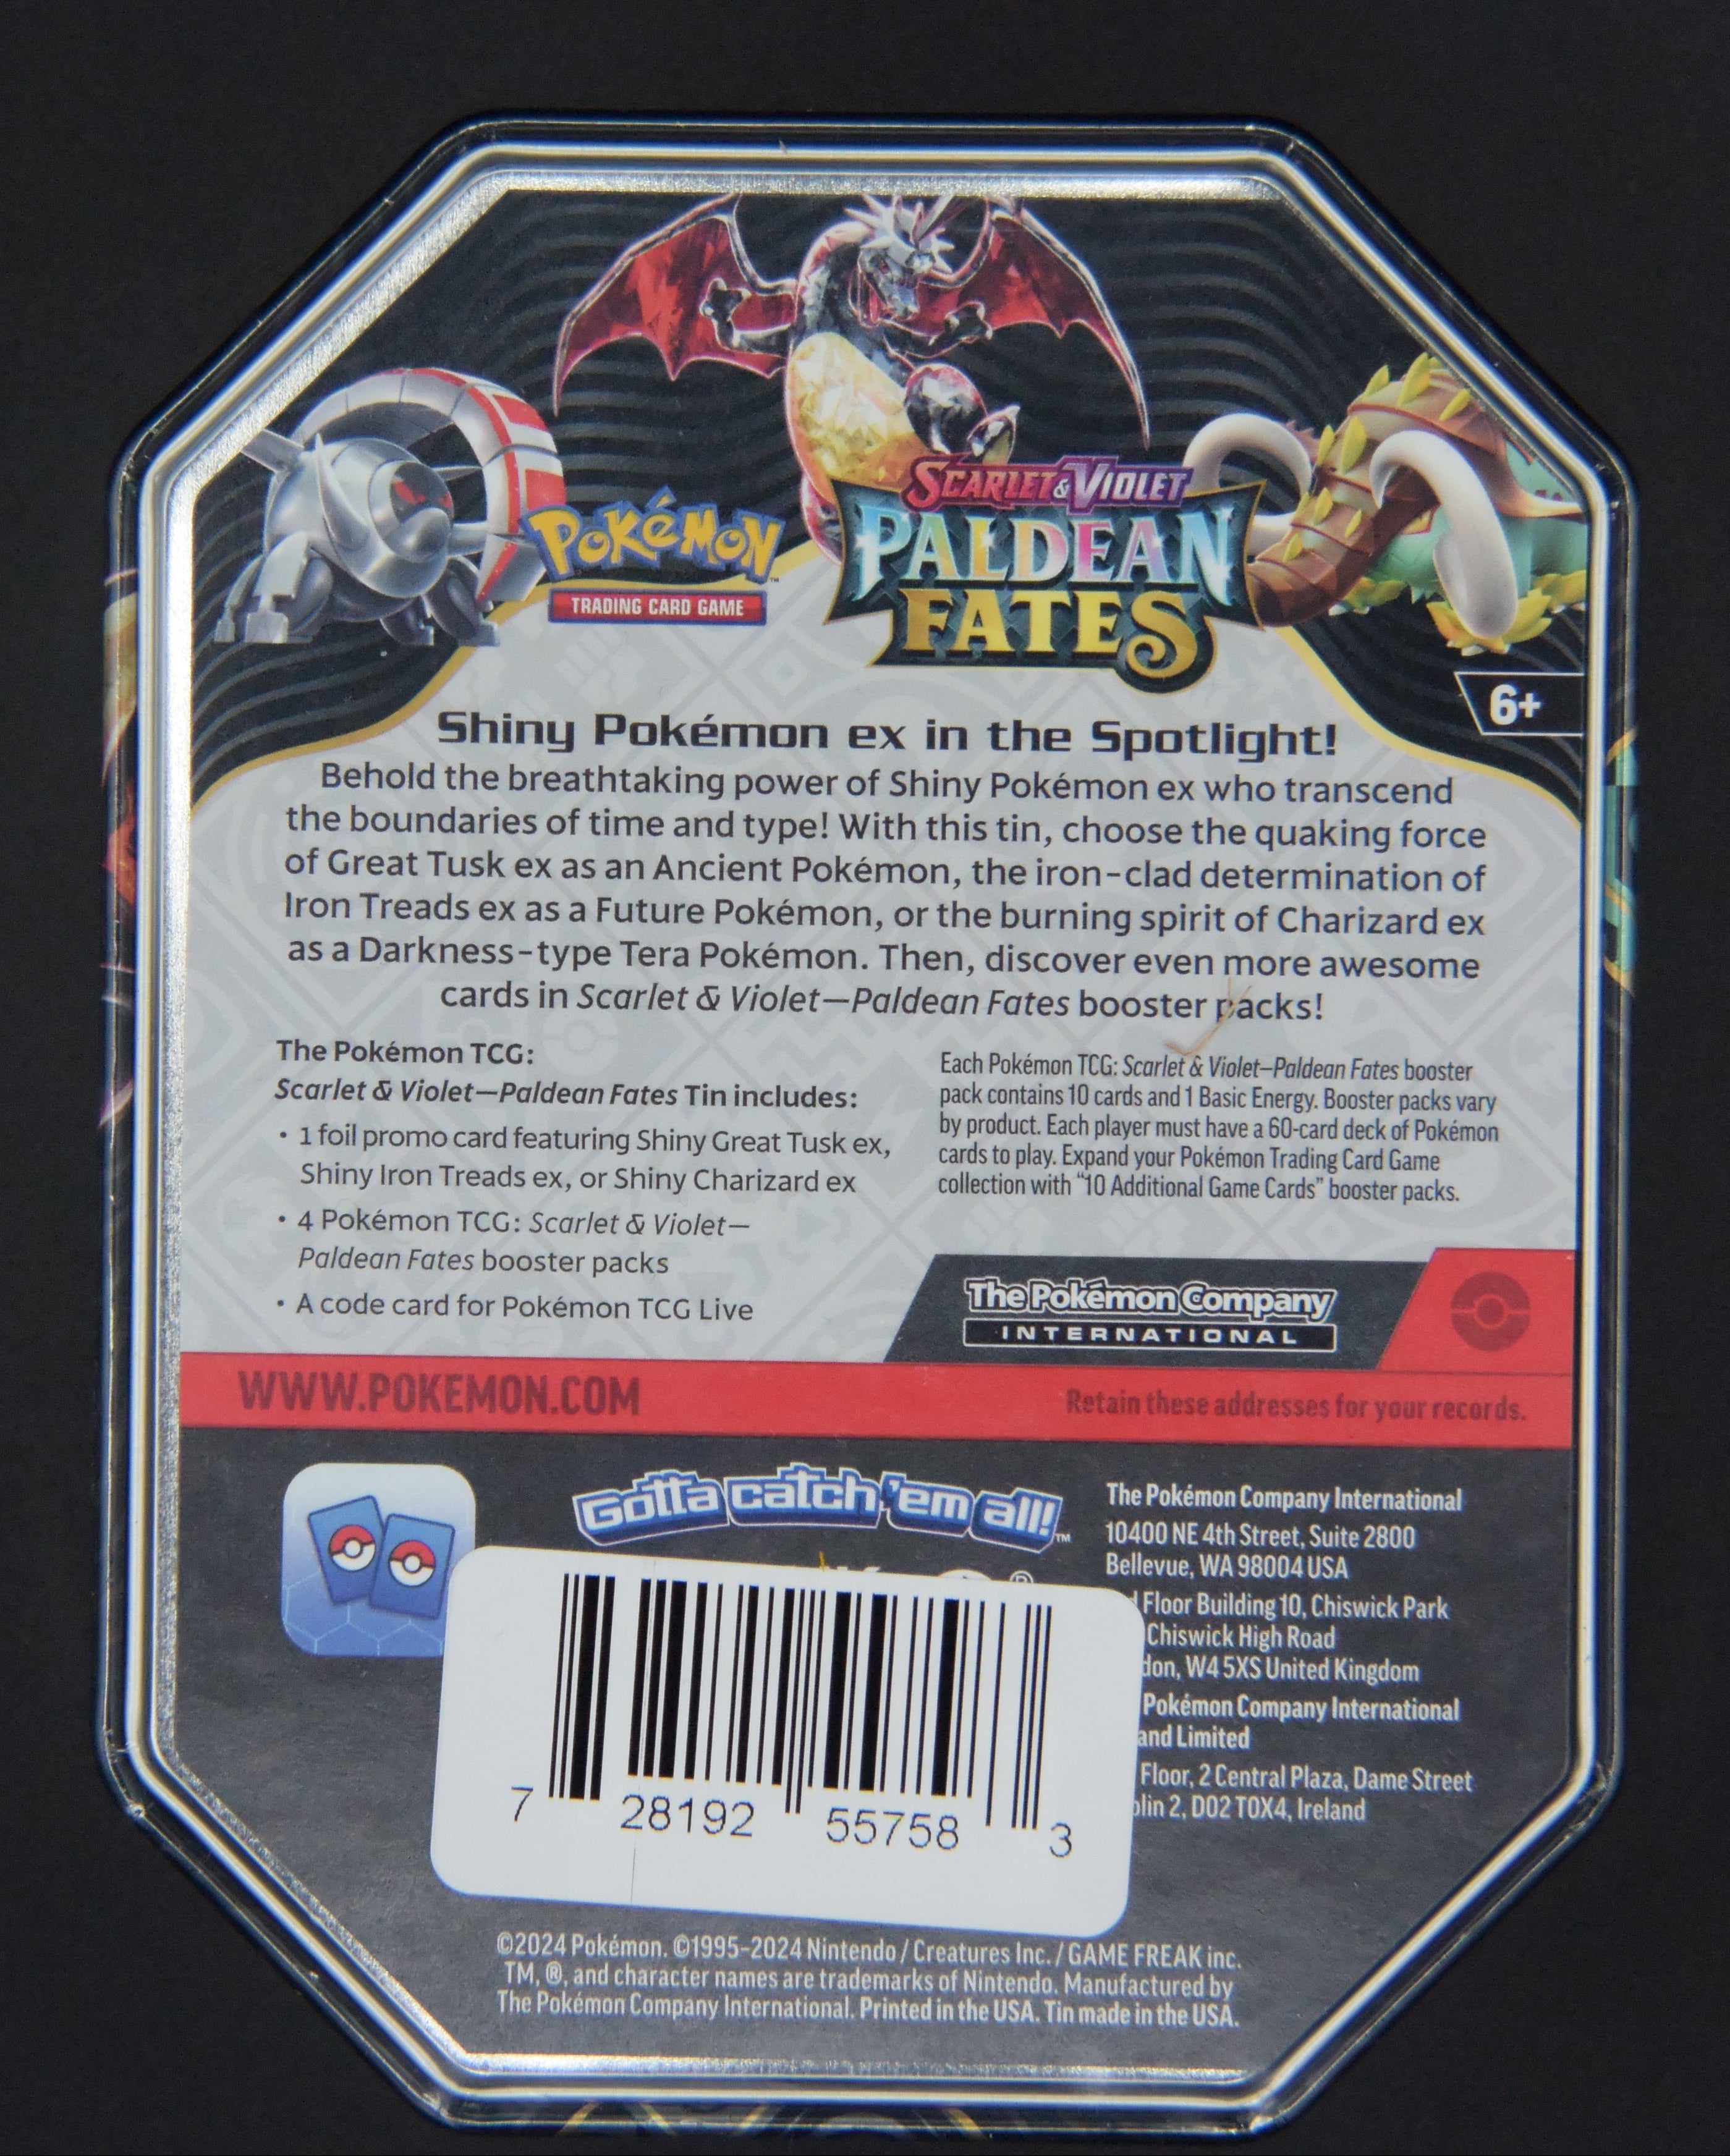 SCARLET & VIOLET
POKéMON™
PALDEAN
TRADING CARD GAME
FATES
6+
Shiny Pokémon ex in the Spotlight!
Behold the breathtaking power of Shiny Pokémon ex who transcend
the boundaries of time and type! With this tin, choose the quaking force
of Great Tusk ex as an Ancient Pokémon, the iron-clad determination of
Iron Treads ex as a Future Pokémon, or the burning spirit of Charizard ex
as a Darkness-type Tera Pokémon. Then, discover even more awesome
cards in Scarlet & Violet—Paldean Fates booster packs!
The Pokémon TCG:
Scarlet & Violet—Paldean Fates Tin includes:
• 1 foil promo card featuring Shiny Great Tusk ex,
Shiny Iron Treads ex, or Shiny Charizard ex
• 4 Pokémon TCG: Scarlet & Violet—
Paldean Fates booster packs
• A code card for Pokémon TCG Live
Each Pokémon TCG: Scarlet & Violet—Paldean Fates booster
pack contains 10 cards and 1 Basic Energy. Booster packs vary
by product. Each player must have a 60-card deck of Pokémon
cards to play. Expand your Pokémon Trading Card Game
collection with “10 Additional Game Cards” booster packs.
The Pokémon Company
INTERNATIONAL
WWW.POKEMON.COM
Retain these addresses for your records.
Gotta catch 'em all!™
The Pokémon Company International
10400 NE 4th Street, Suite 2800
Bellevue, WA 98004 USA
Floor Building 10, Chiswick Park
Chiswick High Road
don, W4 5XS United Kingdom
Pokémon Company International
and Limited
Floor, 2 Central Plaza, Dame Street
lin 2, D02 T0X4, Ireland
®
7 28192 55758 3
©2024 Pokémon. ©1995–2024 Nintendo / Creatures Inc. / GAME FREAK inc.
TM, ®, and character names are trademarks of Nintendo. Manufactured by
The Pokémon Company International. Printed in the USA. Tin made in the USA.